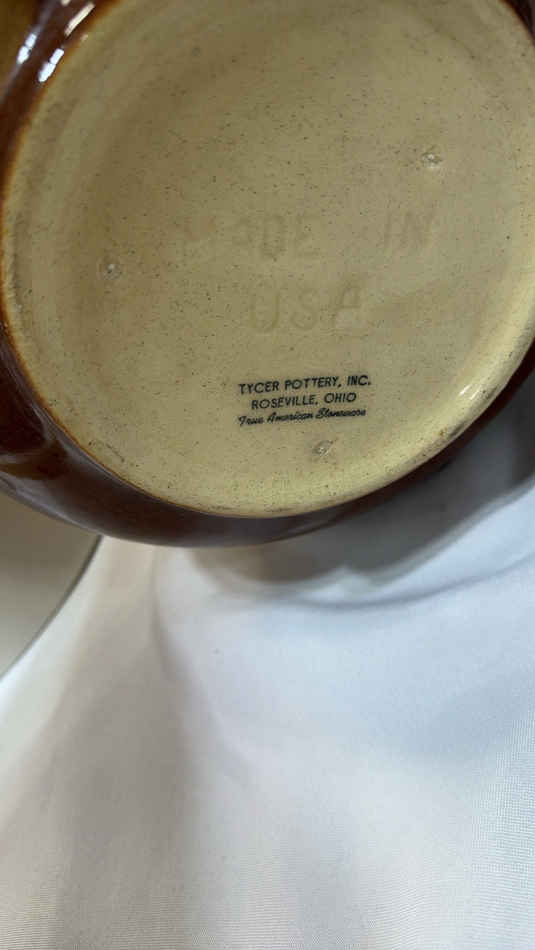 MADE IN
USA
TYCER POTTERY, INC.
ROSEVILLE, OHIO
True American Stoneware